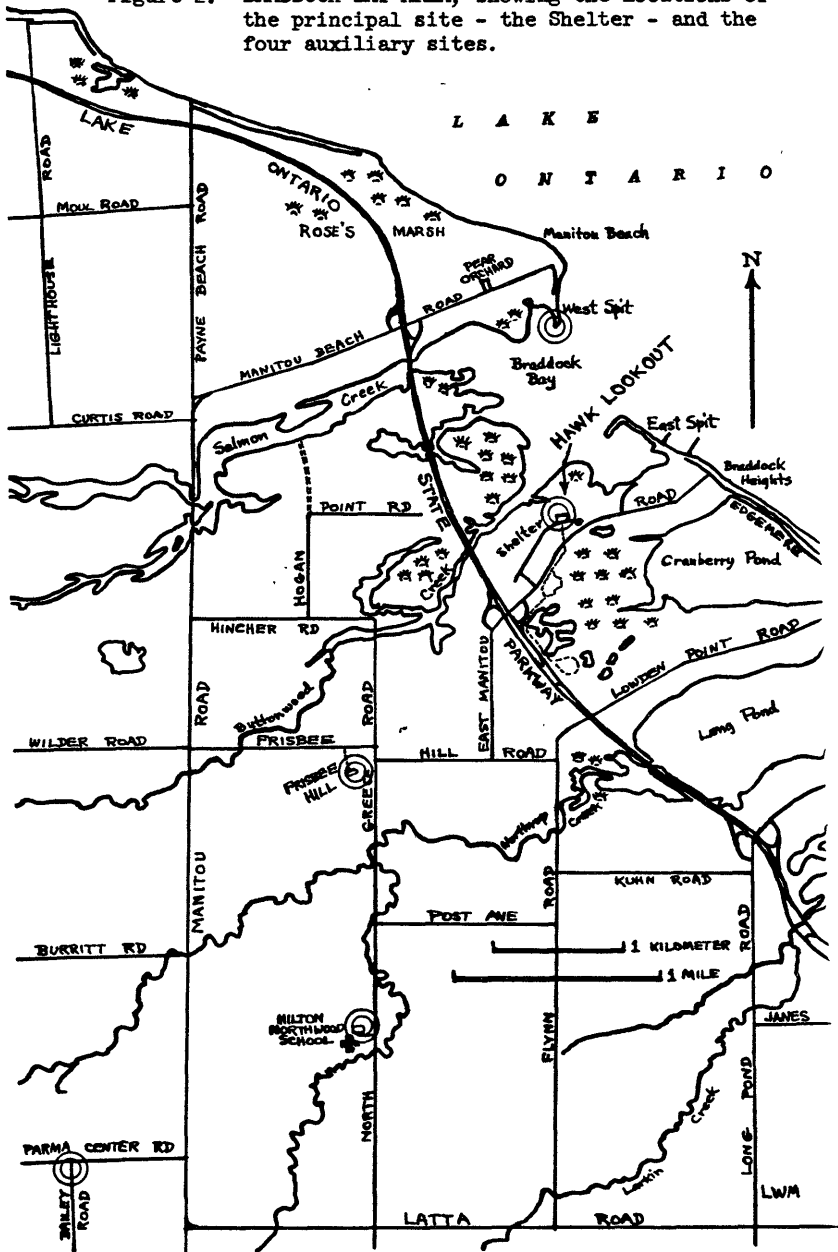 the principal site - the Shelter - and the
four auxiliary sites.
LAKE
ONTARIO
LAKE
ONTARIO
STATE
PARKWAY
ROAD
LIGHTHOUSE
MOUL ROAD
PAYNE BEACH ROAD
ROSE'S MARSH
Manitou Beach
PEAR
ORCHARD
N
MANITOU BEACH ROAD
West Spit
Braddock
Bay
HAWK LOOKOUT
CURTIS ROAD
Salmon Creek
East Spit
Braddock
Heights
EDGEMERE
ROAD
Shelter
POINT RD
HOGAN
Creek
Cranberry Pond
HINCHER RD
EAST MANITOU
LOWDEN POINT ROAD
Long Pond
ROAD
Buttonwood
ROAD
WILDER ROAD
FRISBEE
HILL ROAD
FRISBEE
HILL
GREECE
Northrup
Creek
MANITOU
KUHN ROAD
ROAD
POST AVE
ROAD
BURRITT RD
1 KILOMETER
1 MILE
MILTON
NORTHWOOD
SCHOOL
JANES
FLYNN
NORTH
LONG POND
Larkin Creek
PARMA CENTER RD
BAILEY
ROAD
LWM
LATTA ROAD